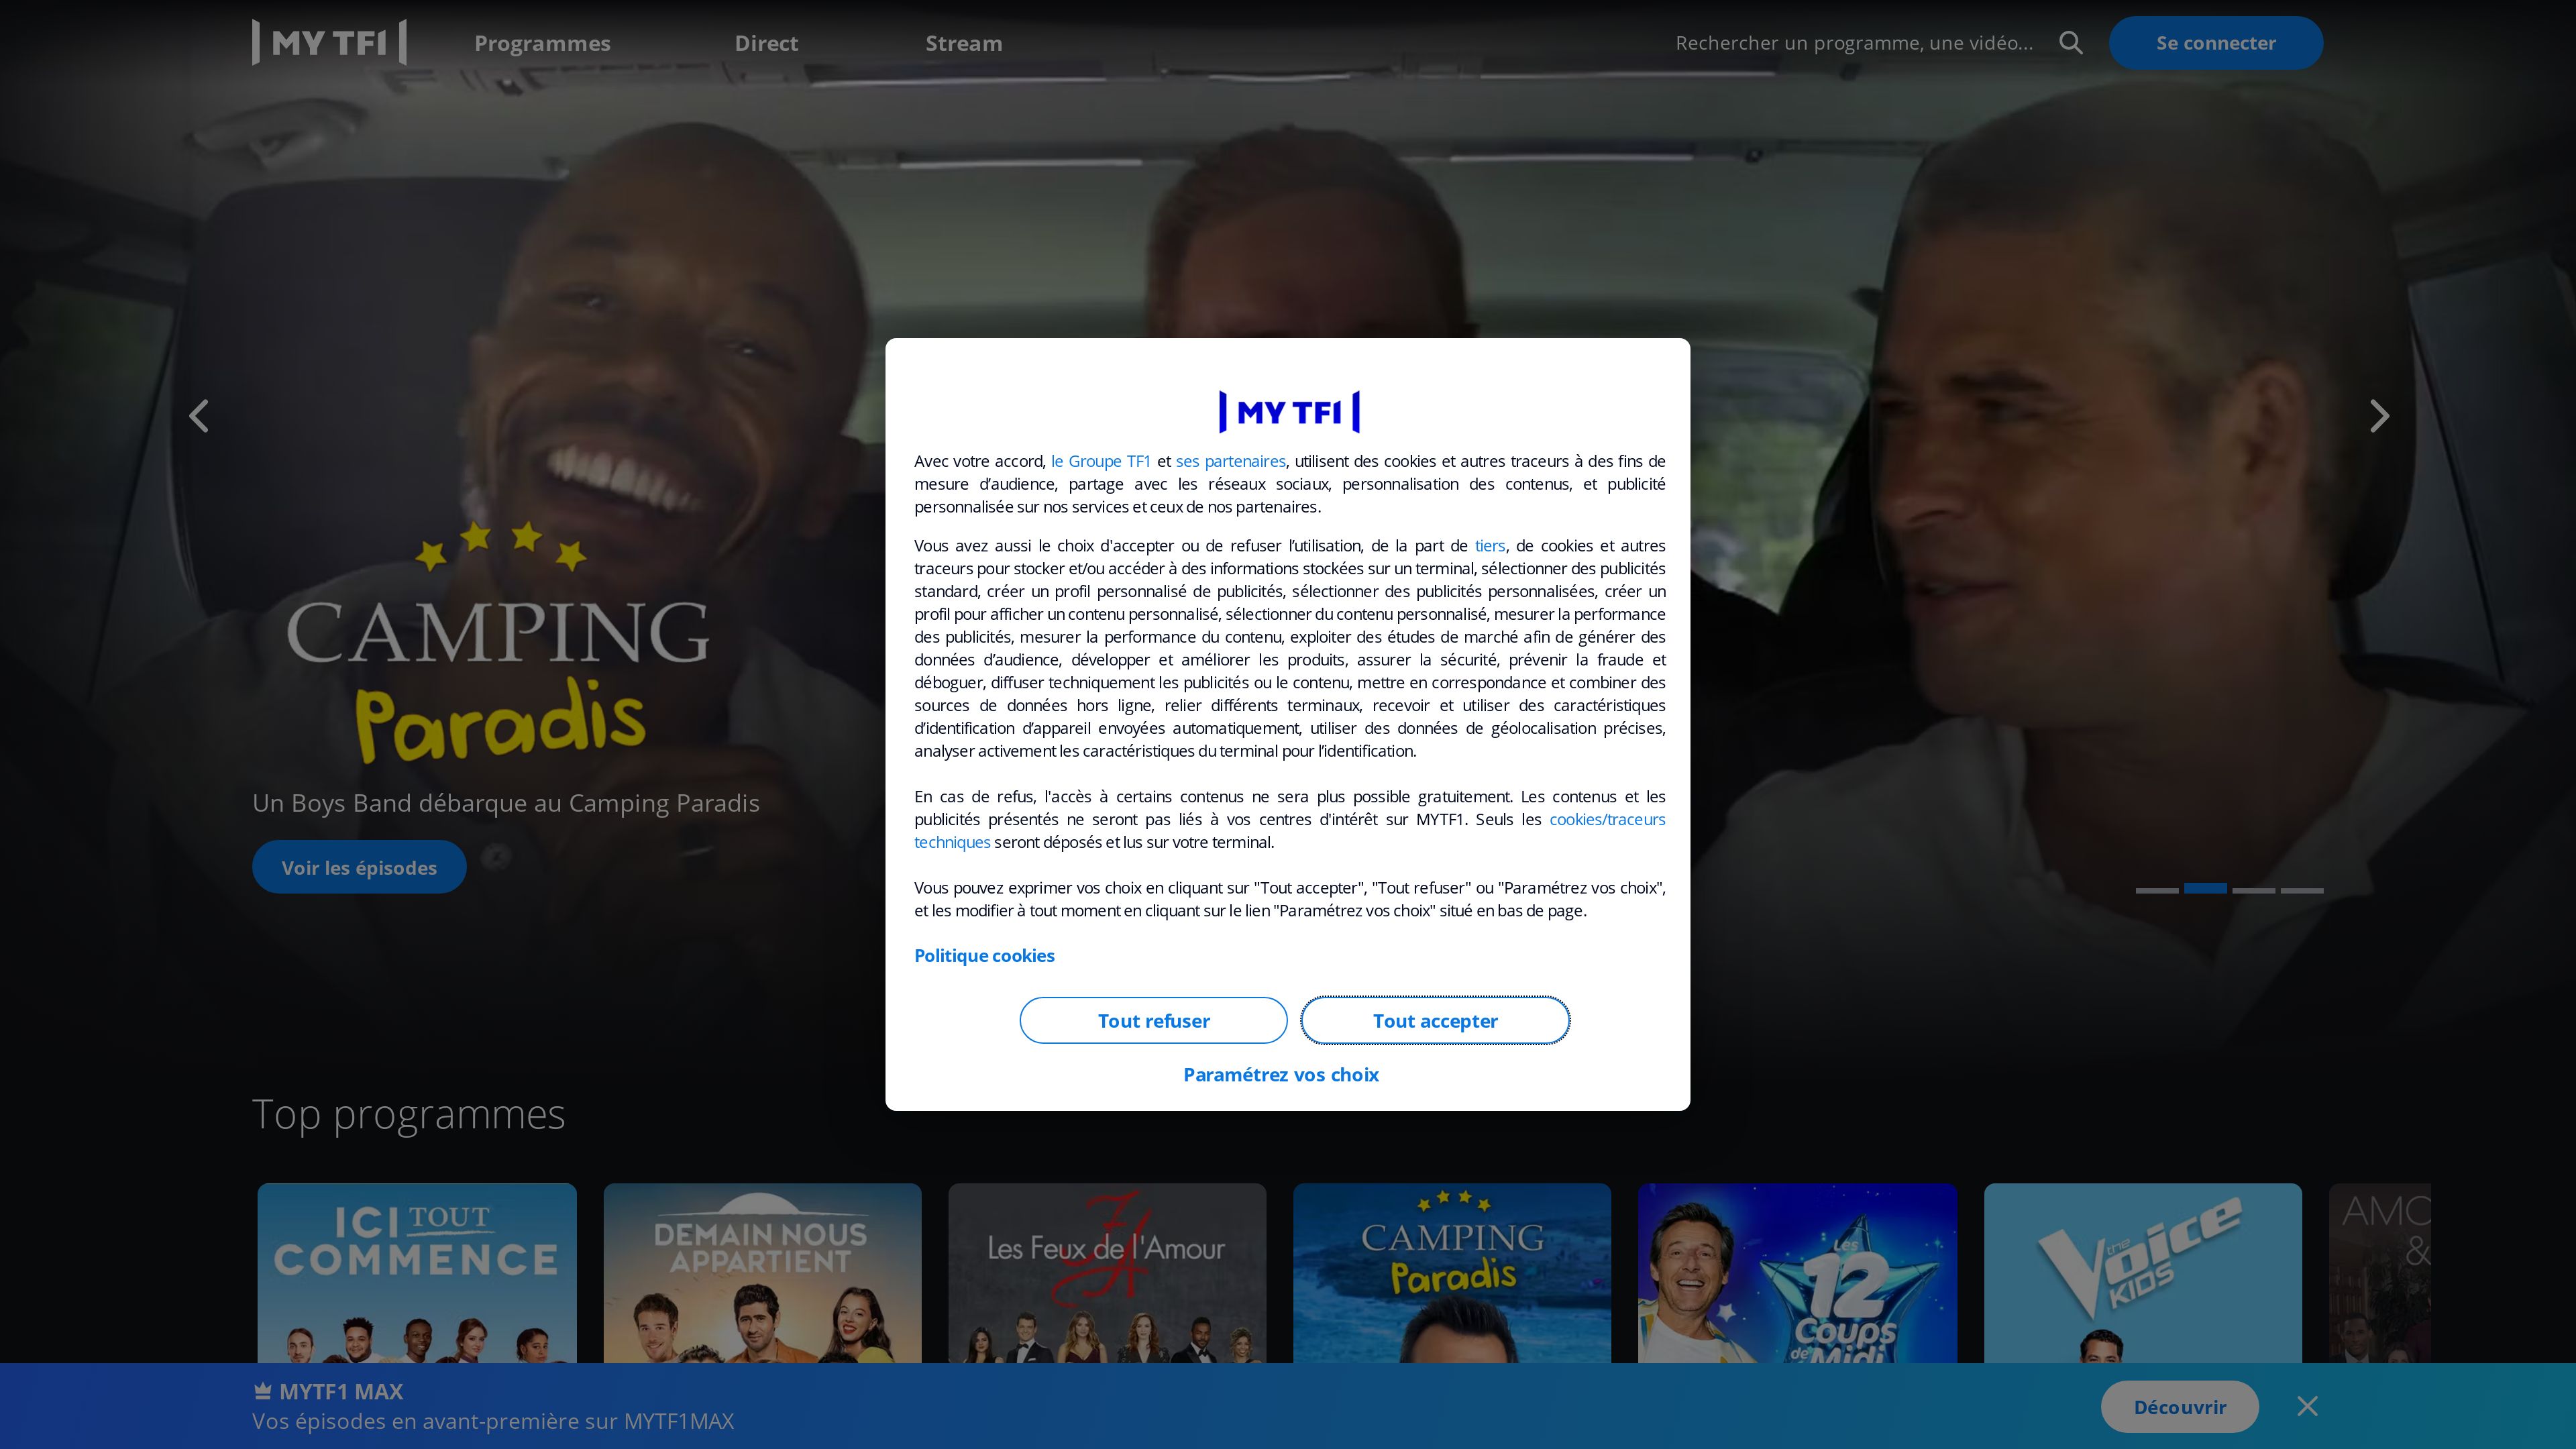 MY TF1
Programmes
Direct
Stream
Rechercher un programme, une vidéo...
Se connecter
MY TF1
Avec votre accord, le Groupe TF1 et ses partenaires, utilisent des cookies et autres traceurs à des fins de
mesure d’audience, partage avec les réseaux sociaux, personnalisation des contenus, et publicité
personnalisée sur nos services et ceux de nos partenaires.
Vous avez aussi le choix d'accepter ou de refuser l’utilisation, de la part de tiers, de cookies et autres
traceurs pour stocker et/ou accéder à des informations stockées sur un terminal, sélectionner des publicités
standard, créer un profil personnalisé de publicités, sélectionner des publicités personnalisées, créer un
profil pour afficher un contenu personnalisé, sélectionner du contenu personnalisé, mesurer la performance
des publicités, mesurer la performance du contenu, exploiter des études de marché afin de générer des
données d’audience, développer et améliorer les produits, assurer la sécurité, prévenir la fraude et
déboguer, diffuser techniquement les publicités ou le contenu, mettre en correspondance et combiner des
sources de données hors ligne, relier différents terminaux, recevoir et utiliser des caractéristiques
d’identification d’appareil envoyées automatiquement, utiliser des données de géolocalisation précises,
analyser activement les caractéristiques du terminal pour l’identification.
En cas de refus, l'accès à certains contenus ne sera plus possible gratuitement. Les contenus et les
publicités présentés ne seront pas liés à vos centres d'intérêt sur MYTF1. Seuls les cookies/traceurs
techniques seront déposés et lus sur votre terminal.
Vous pouvez exprimer vos choix en cliquant sur "Tout accepter", "Tout refuser" ou "Paramétrez vos choix",
et les modifier à tout moment en cliquant sur le lien "Paramétrez vos choix" situé en bas de page.
Politique cookies
Tout refuser
Tout accepter
Paramétrez vos choix
CAMPING
Paradis
Un Boys Band débarque au Camping Paradis
Voir les épisodes
Top programmes
ICI TOUT
COMMENCE
DEMAIN NOUS
APPARTIENT
Les Feux de l'Amour
CAMPING
Paradis
Les
12
Coups
de Midi
the
Voice
KIDS
&
MYTF1 MAX
Vos épisodes en avant-première sur MYTF1MAX
Découvrir